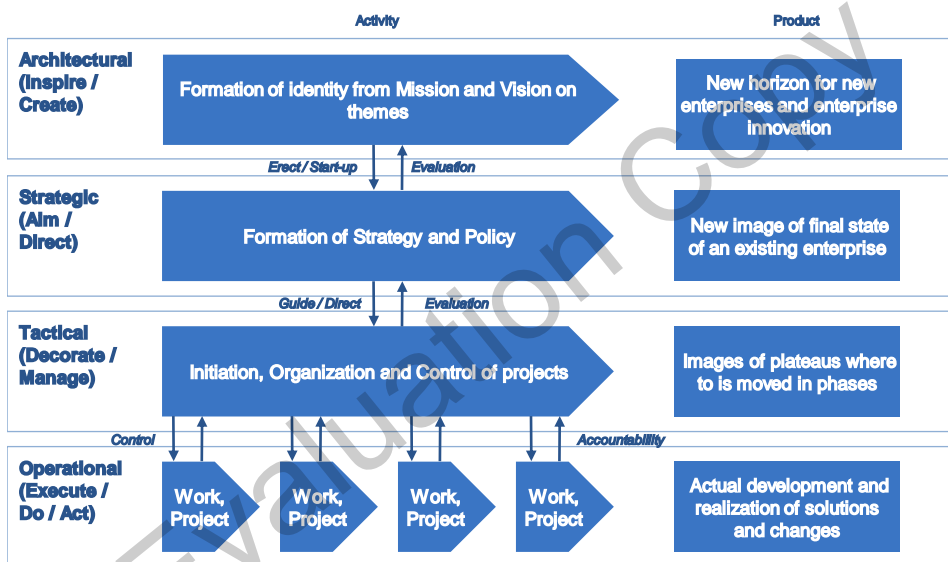 Activity
Product
Architectural
(Inspire /
Create)
Formation of identity from Mission and Vision on
themes
New horizon for new
enterprises and enterprise
innovation
Erect / Start-up
Evaluation
Strategic
(Aim /
Direct)
Formation of Strategy and Policy
New image of final state
of an existing enterprise
Guide / Direct
Evaluation
Tactical
(Decorate /
Manage)
Initiation, Organization and Control of projects
Images of plateaus where
to is moved in phases
Control
Accountability
Operational
(Execute /
Do / Act)
Work,
Project
Work,
Project
Work,
Project
Work,
Project
Actual development and
realization of solutions
and changes
Evaluation Copy